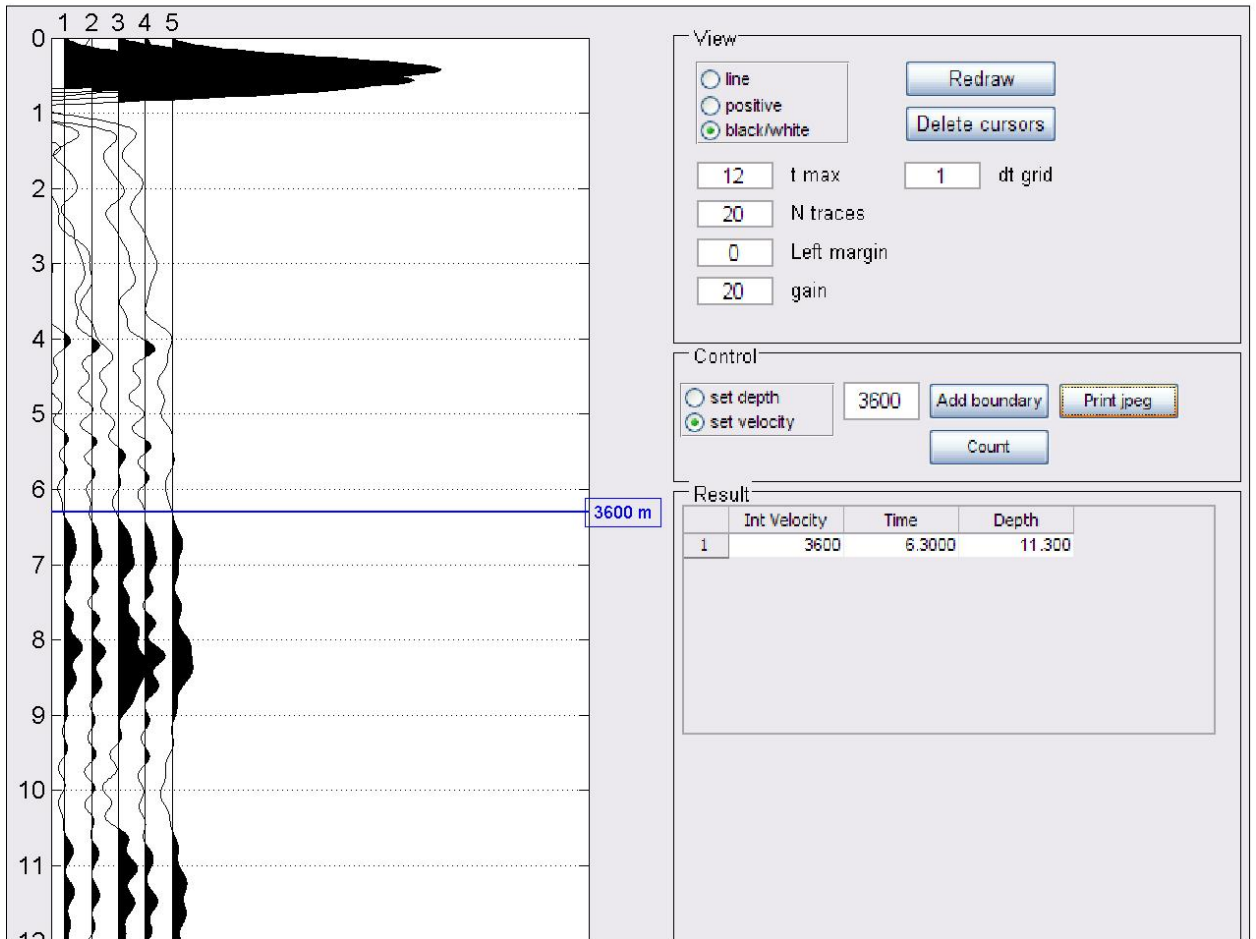 1 2 3 4 5
0
1
2
3
4
5
6
7
8
9
10
11
12
3600 m
View
line
positive
black/white
Redraw
Delete cursors
12 t max 1 dt grid
20 N traces
0 Left margin
20 gain
Control
set depth
set velocity
3600 Add boundary Print jpeg
Count
Result
Int Velocity Time Depth
1 3600 6.3000 11.300